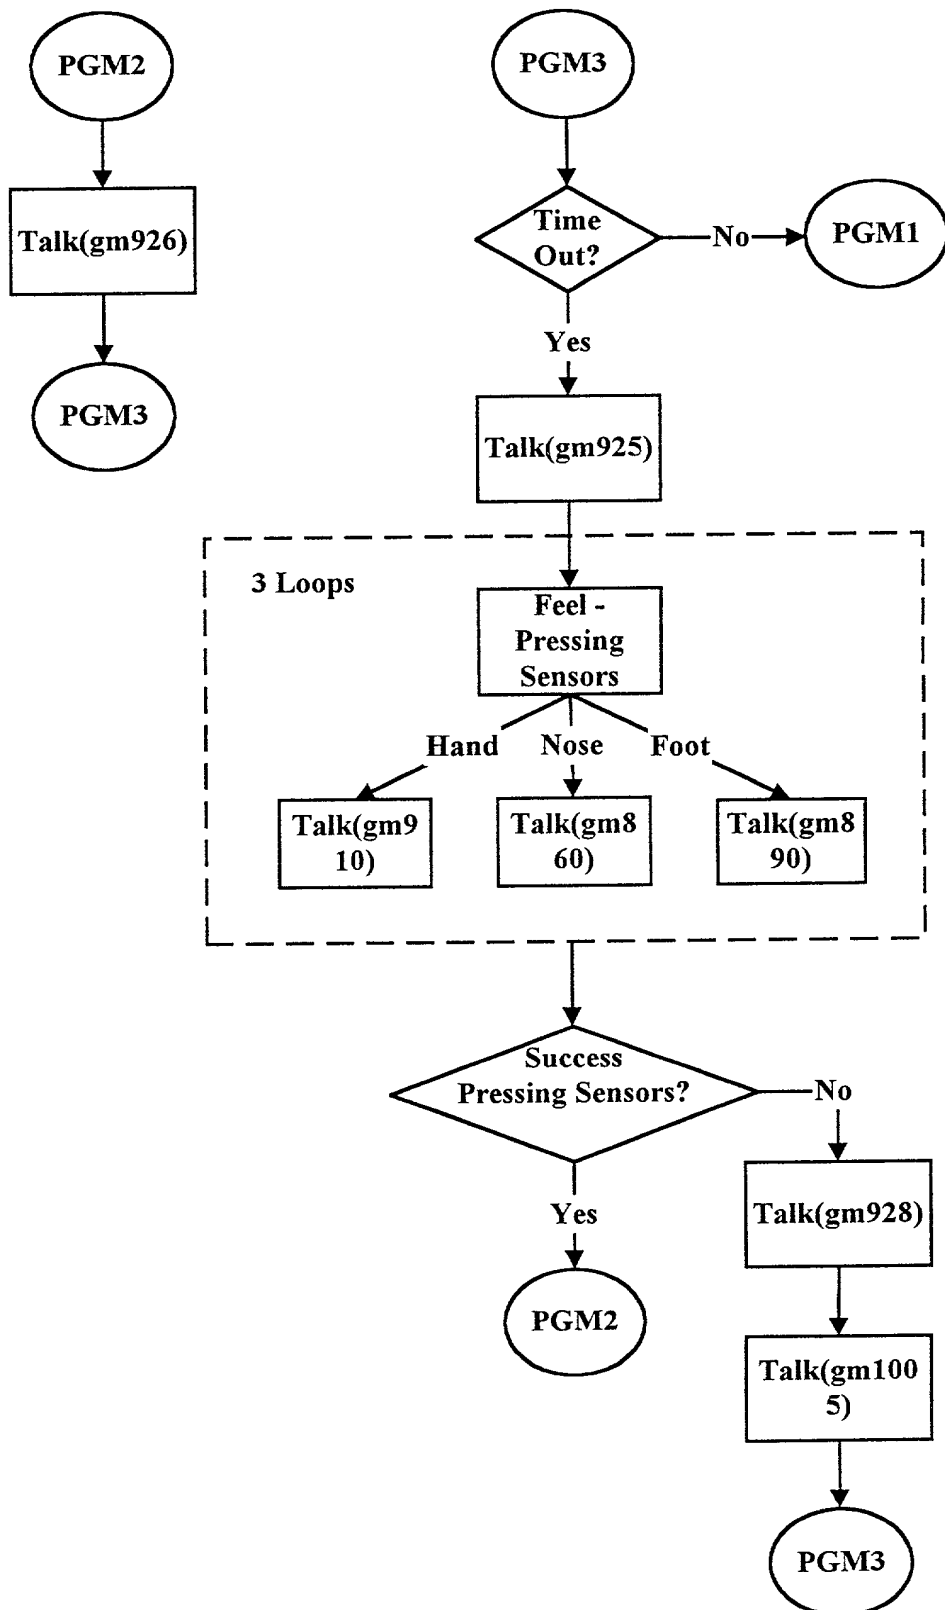 PGM2
Talk(gm926)
PGM3
PGM3
Time
Out?
No
PGM1
Yes
Talk(gm925)
3 Loops
Feel -
Pressing
Sensors
Hand
Nose
Foot
Talk(gm9
10)
Talk(gm8
60)
Talk(gm8
90)
Success
Pressing Sensors?
No
Yes
PGM2
Talk(gm928)
Talk(gm100
5)
PGM3